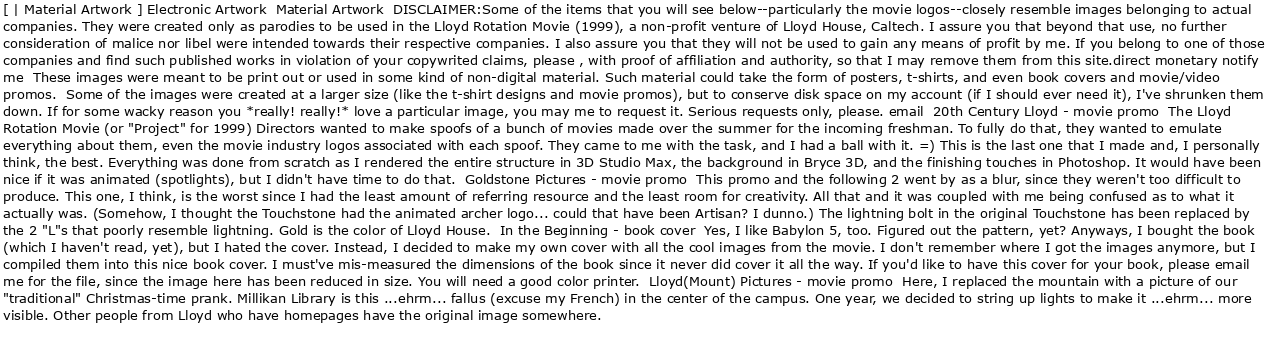 [ | Material Artwork ] Electronic Artwork  Material Artwork  DISCLAIMER:Some of the items that you will see below--particularly the movie logos--closely resemble images belonging to actual
companies. They were created only as parodies to be used in the Lloyd Rotation Movie (1999), a non-profit venture of Lloyd House, Caltech. I assure you that beyond that use, no further
consideration of malice nor libel were intended towards their respective companies. I also assure you that they will not be used to gain any means of profit by me. If you belong to one of those
companies and find such published works in violation of your copywrited claims, please , with proof of affiliation and authority, so that I may remove them from this site.direct monetary notify
me  These images were meant to be print out or used in some kind of non-digital material. Such material could take the form of posters, t-shirts, and even book covers and movie/video
promos.  Some of the images were created at a larger size (like the t-shirt designs and movie promos), but to conserve disk space on my account (if I should ever need it), I've shrunken them
down. If for some wacky reason you *really! really!* love a particular image, you may me to request it. Serious requests only, please. email  20th Century Lloyd - movie promo  The Lloyd
Rotation Movie (or "Project" for 1999) Directors wanted to make spoofs of a bunch of movies made over the summer for the incoming freshman. To fully do that, they wanted to emulate
everything about them, even the movie industry logos associated with each spoof. They came to me with the task, and I had a ball with it. =) This is the last one that I made and, I personally
think, the best. Everything was done from scratch as I rendered the entire structure in 3D Studio Max, the background in Bryce 3D, and the finishing touches in Photoshop. It would have been
nice if it was animated (spotlights), but I didn't have time to do that.  Goldstone Pictures - movie promo  This promo and the following 2 went by as a blur, since they weren't too difficult to
produce. This one, I think, is the worst since I had the least amount of referring resource and the least room for creativity. All that and it was coupled with me being confused as to what it
actually was. (Somehow, I thought the Touchstone had the animated archer logo... could that have been Artisan? I dunno.) The lightning bolt in the original Touchstone has been replaced by
the 2 "L"s that poorly resemble lightning. Gold is the color of Lloyd House.  In the Beginning - book cover  Yes, I like Babylon 5, too. Figured out the pattern, yet? Anyways, I bought the book
(which I haven't read, yet), but I hated the cover. Instead, I decided to make my own cover with all the cool images from the movie. I don't remember where I got the images anymore, but I
compiled them into this nice book cover. I must've mis-measured the dimensions of the book since it never did cover it all the way. If you'd like to have this cover for your book, please email
me for the file, since the image here has been reduced in size. You will need a good color printer.  Lloyd(Mount) Pictures - movie promo  Here, I replaced the mountain with a picture of our
"traditional" Christmas-time prank. Millikan Library is this ...ehrm... fallus (excuse my French) in the center of the campus. One year, we decided to string up lights to make it ...ehrm... more
visible. Other people from Lloyd who have homepages have the original image somewhere.